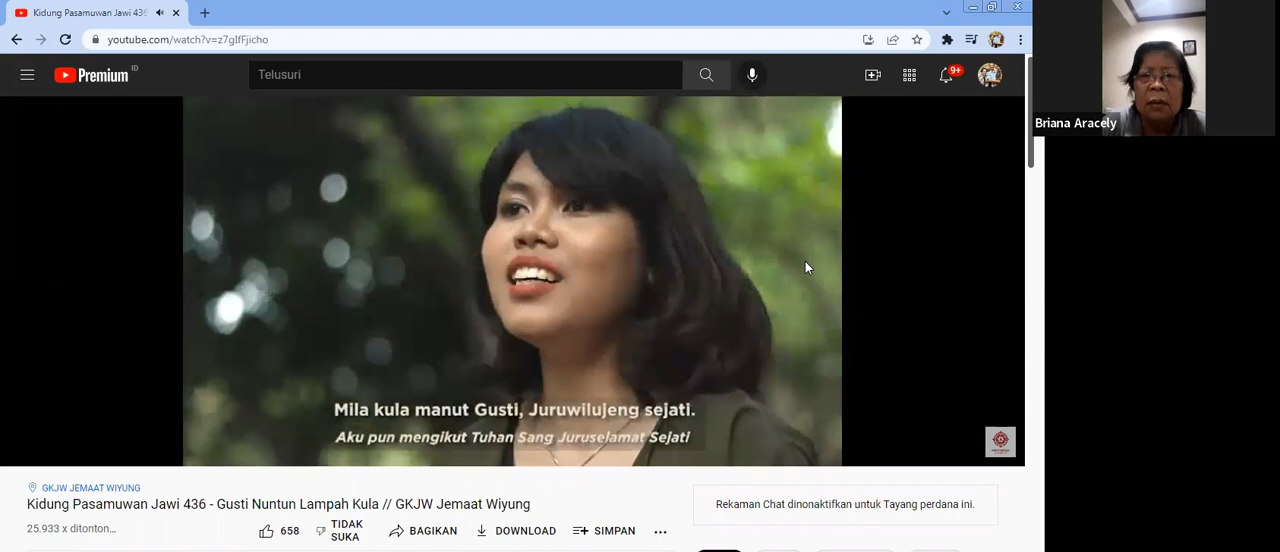 Kidung Pasamuwan Jawi 436
youtube.com/watch?v=z7gIfFjicho
Premium ID
Telusuri
9+
Briana Aracely
Mila kula manut Gusti, Juruwilujeng sejati.
Aku pun mengikut Tuhan Sang Juruselamat Sejati
GKJW JEMAAT WIYUNG
Kidung Pasamuwan Jawi 436 - Gusti Nuntun Lampah Kula // GKJW Jemaat Wiyung
Rekaman Chat dinonaktifkan untuk Tayang perdana ini.
25.933 x ditonton...
658
TIDAK
SUKA
BAGIKAN
DOWNLOAD
SIMPAN